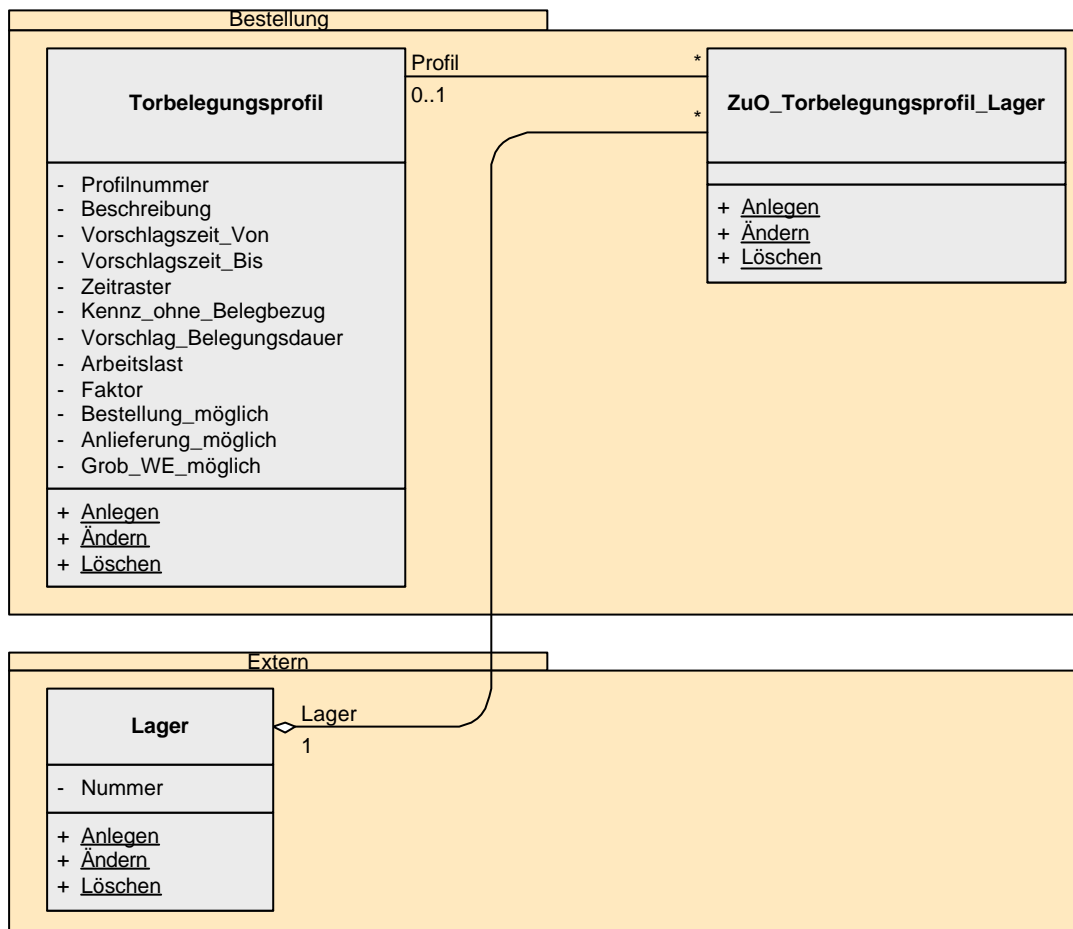 Bestellung
Torbelegungsprofil
- Profilnummer
- Beschreibung
- Vorschlagszeit_Von
- Vorschlagszeit_Bis
- Zeitraster
- Kennz_ohne_Belegbezug
- Vorschlag_Belegungsdauer
- Arbeitslast
- Faktor
- Bestellung_möglich
- Anlieferung_möglich
- Grob_WE_möglich
+ Anlegen
+ Ändern
+ Löschen
Profil
0..1
*
*
ZuO_Torbelegungsprofil_Lager
+ Anlegen
+ Ändern
+ Löschen
Extern
Lager
- Nummer
+ Anlegen
+ Ändern
+ Löschen
Lager
1